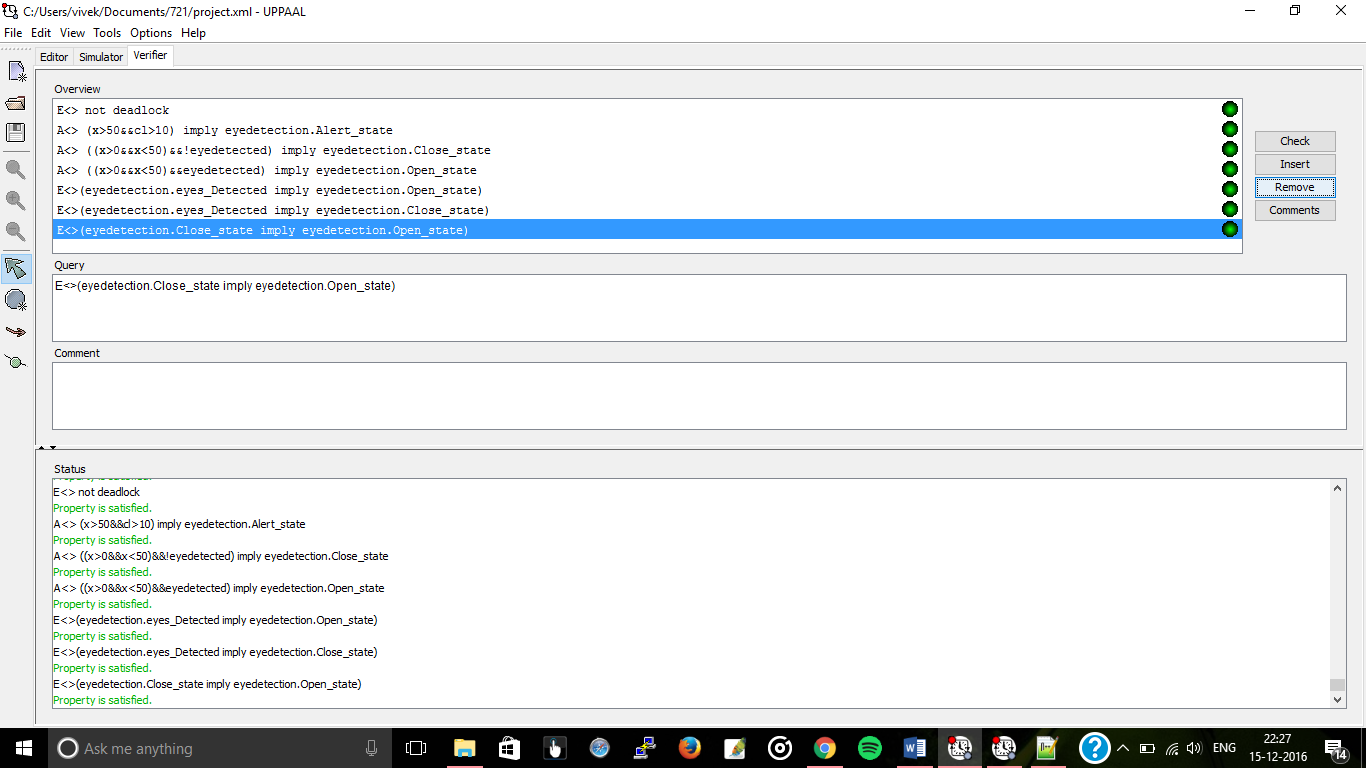 C:/Users/vivek/Documents/721/project.xml - UPPAAL
File Edit View Tools Options Help
Editor Simulator Verifier
Overview
E<> not deadlock
A<> (x>50&&cl>10) imply eyedetection.Alert_state
A<> ((x>0&&x<50)&&!eyedetected) imply eyedetection.Close_state
A<> ((x>0&&x<50)&&eyedetected) imply eyedetection.Open_state
E<>(eyedetection.eyes_Detected imply eyedetection.Open_state)
E<>(eyedetection.eyes_Detected imply eyedetection.Close_state)
E<>(eyedetection.Close_state imply eyedetection.Open_state)
Check
Insert
Remove
Comments
Query
E<>(eyedetection.Close_state imply eyedetection.Open_state)
Comment
Status
Property is satisfied.
E<> not deadlock
Property is satisfied.
A<> (x>50&&cl>10) imply eyedetection.Alert_state
Property is satisfied.
A<> ((x>0&&x<50)&&!eyedetected) imply eyedetection.Close_state
Property is satisfied.
A<> ((x>0&&x<50)&&eyedetected) imply eyedetection.Open_state
Property is satisfied.
E<>(eyedetection.eyes_Detected imply eyedetection.Open_state)
Property is satisfied.
E<>(eyedetection.eyes_Detected imply eyedetection.Close_state)
Property is satisfied.
E<>(eyedetection.Close_state imply eyedetection.Open_state)
Property is satisfied.
Ask me anything
ENG
22:27
15-12-2016
14